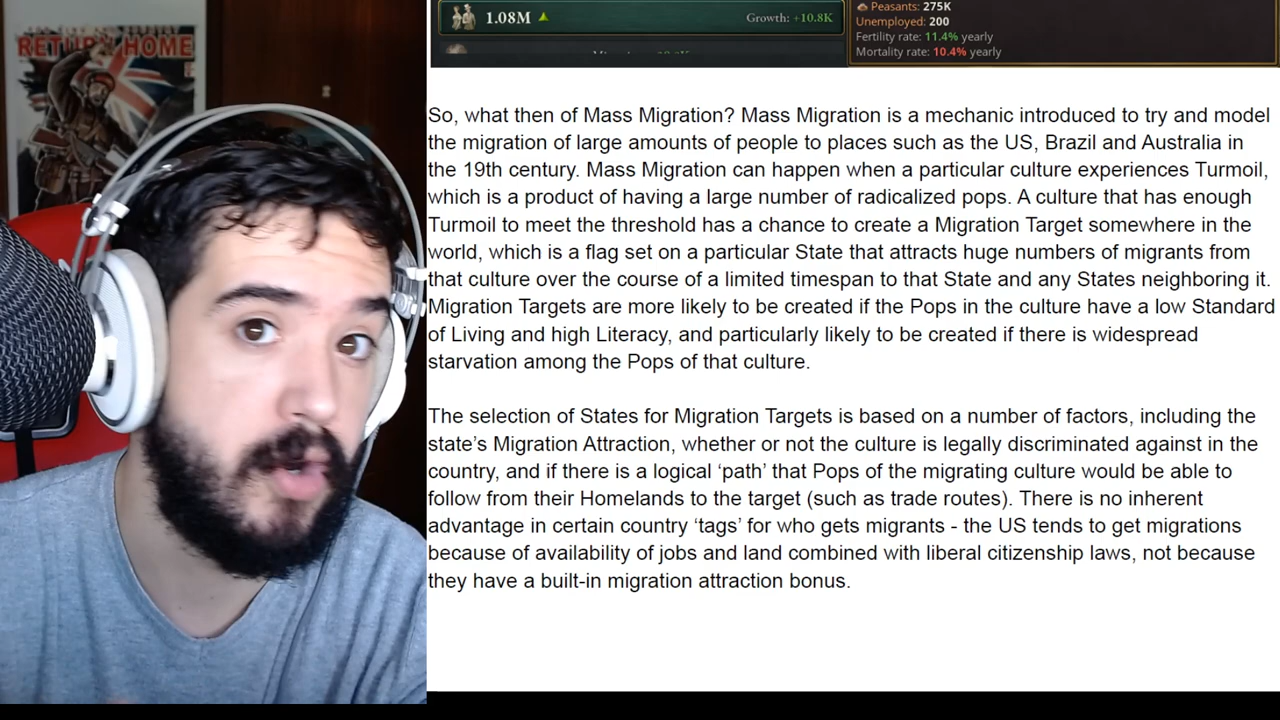 RETURN HOME
1.08M
Growth: +10.8K
Peasants: 275K
Unemployed: 200
Fertility rate: 11.4% yearly
Mortality rate: 10.4% yearly
So, what then of Mass Migration? Mass Migration is a mechanic introduced to try and model
the migration of large amounts of people to places such as the US, Brazil and Australia in
the 19th century. Mass Migration can happen when a particular culture experiences Turmoil,
which is a product of having a large number of radicalized pops. A culture that has enough
Turmoil to meet the threshold has a chance to create a Migration Target somewhere in the
world, which is a flag set on a particular State that attracts huge numbers of migrants from
that culture over the course of a limited timespan to that State and any States neighboring it.
Migration Targets are more likely to be created if the Pops in the culture have a low Standard
of Living and high Literacy, and particularly likely to be created if there is widespread
starvation among the Pops of that culture.
The selection of States for Migration Targets is based on a number of factors, including the
state’s Migration Attraction, whether or not the culture is legally discriminated against in the
country, and if there is a logical ‘path’ that Pops of the migrating culture would be able to
follow from their Homelands to the target (such as trade routes). There is no inherent
advantage in certain country ‘tags’ for who gets migrants - the US tends to get migrations
because of availability of jobs and land combined with liberal citizenship laws, not because
they have a built-in migration attraction bonus.